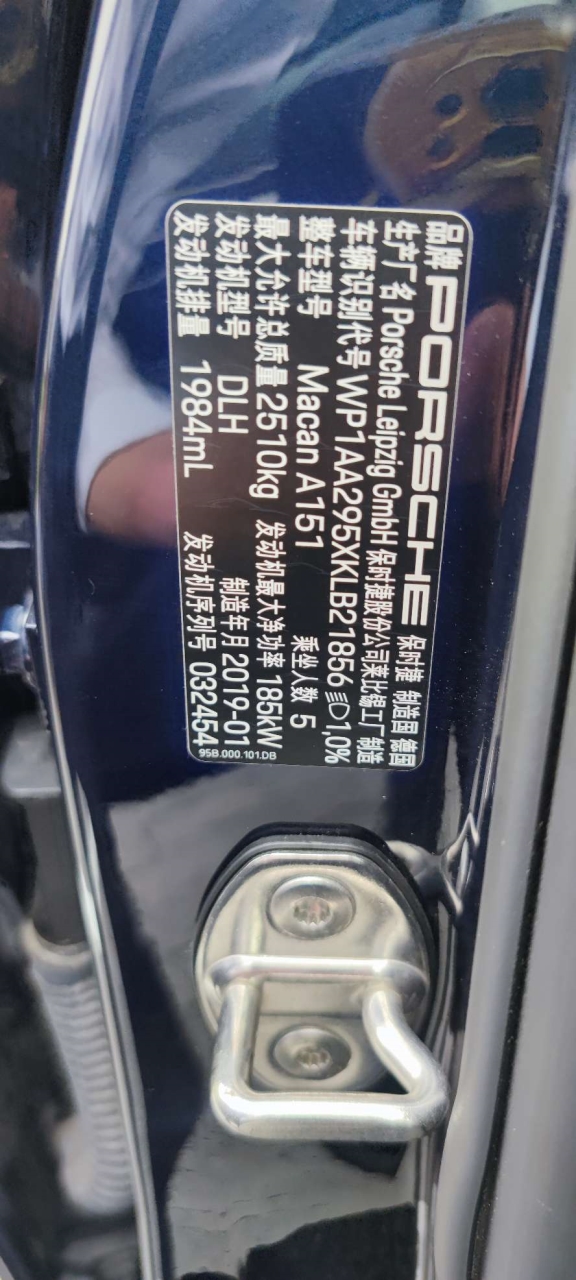 品牌 PORSCHE 保时捷 制造国 德国
生产厂名 Porsche Leipzig GmbH 保时捷股份公司莱比锡工厂 制造
车辆识别代号 WP1AA295XKLB21856 1,0%
整车型号 Macan A151 乘坐人数 5
最大允许总质量 2510kg 发动机最大净功率 185kW
发动机型号 DLH 制造年月 2019-01
发动机排量 1984mL 发动机序列号 032454
95B.000.101.DB